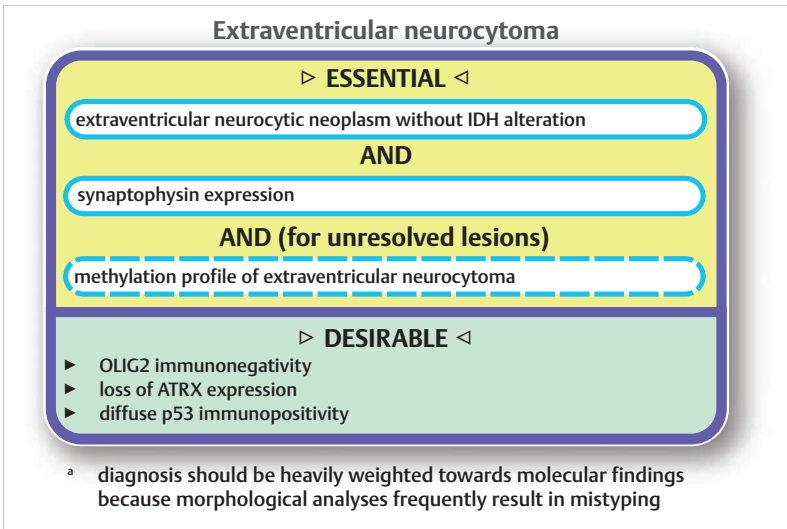 Extraventricular neurocytoma
▷ ESSENTIAL ◁
extraventricular neurocytic neoplasm without IDH alteration
AND
synaptophysin expression
AND (for unresolved lesions)
methylation profile of extraventricular neurocytoma
▷ DESIRABLE ◁
► OLIG2 immunonegativity
► loss of ATRX expression
► diffuse p53 immunopositivity
a diagnosis should be heavily weighted towards molecular findings
because morphological analyses frequently result in mistyping